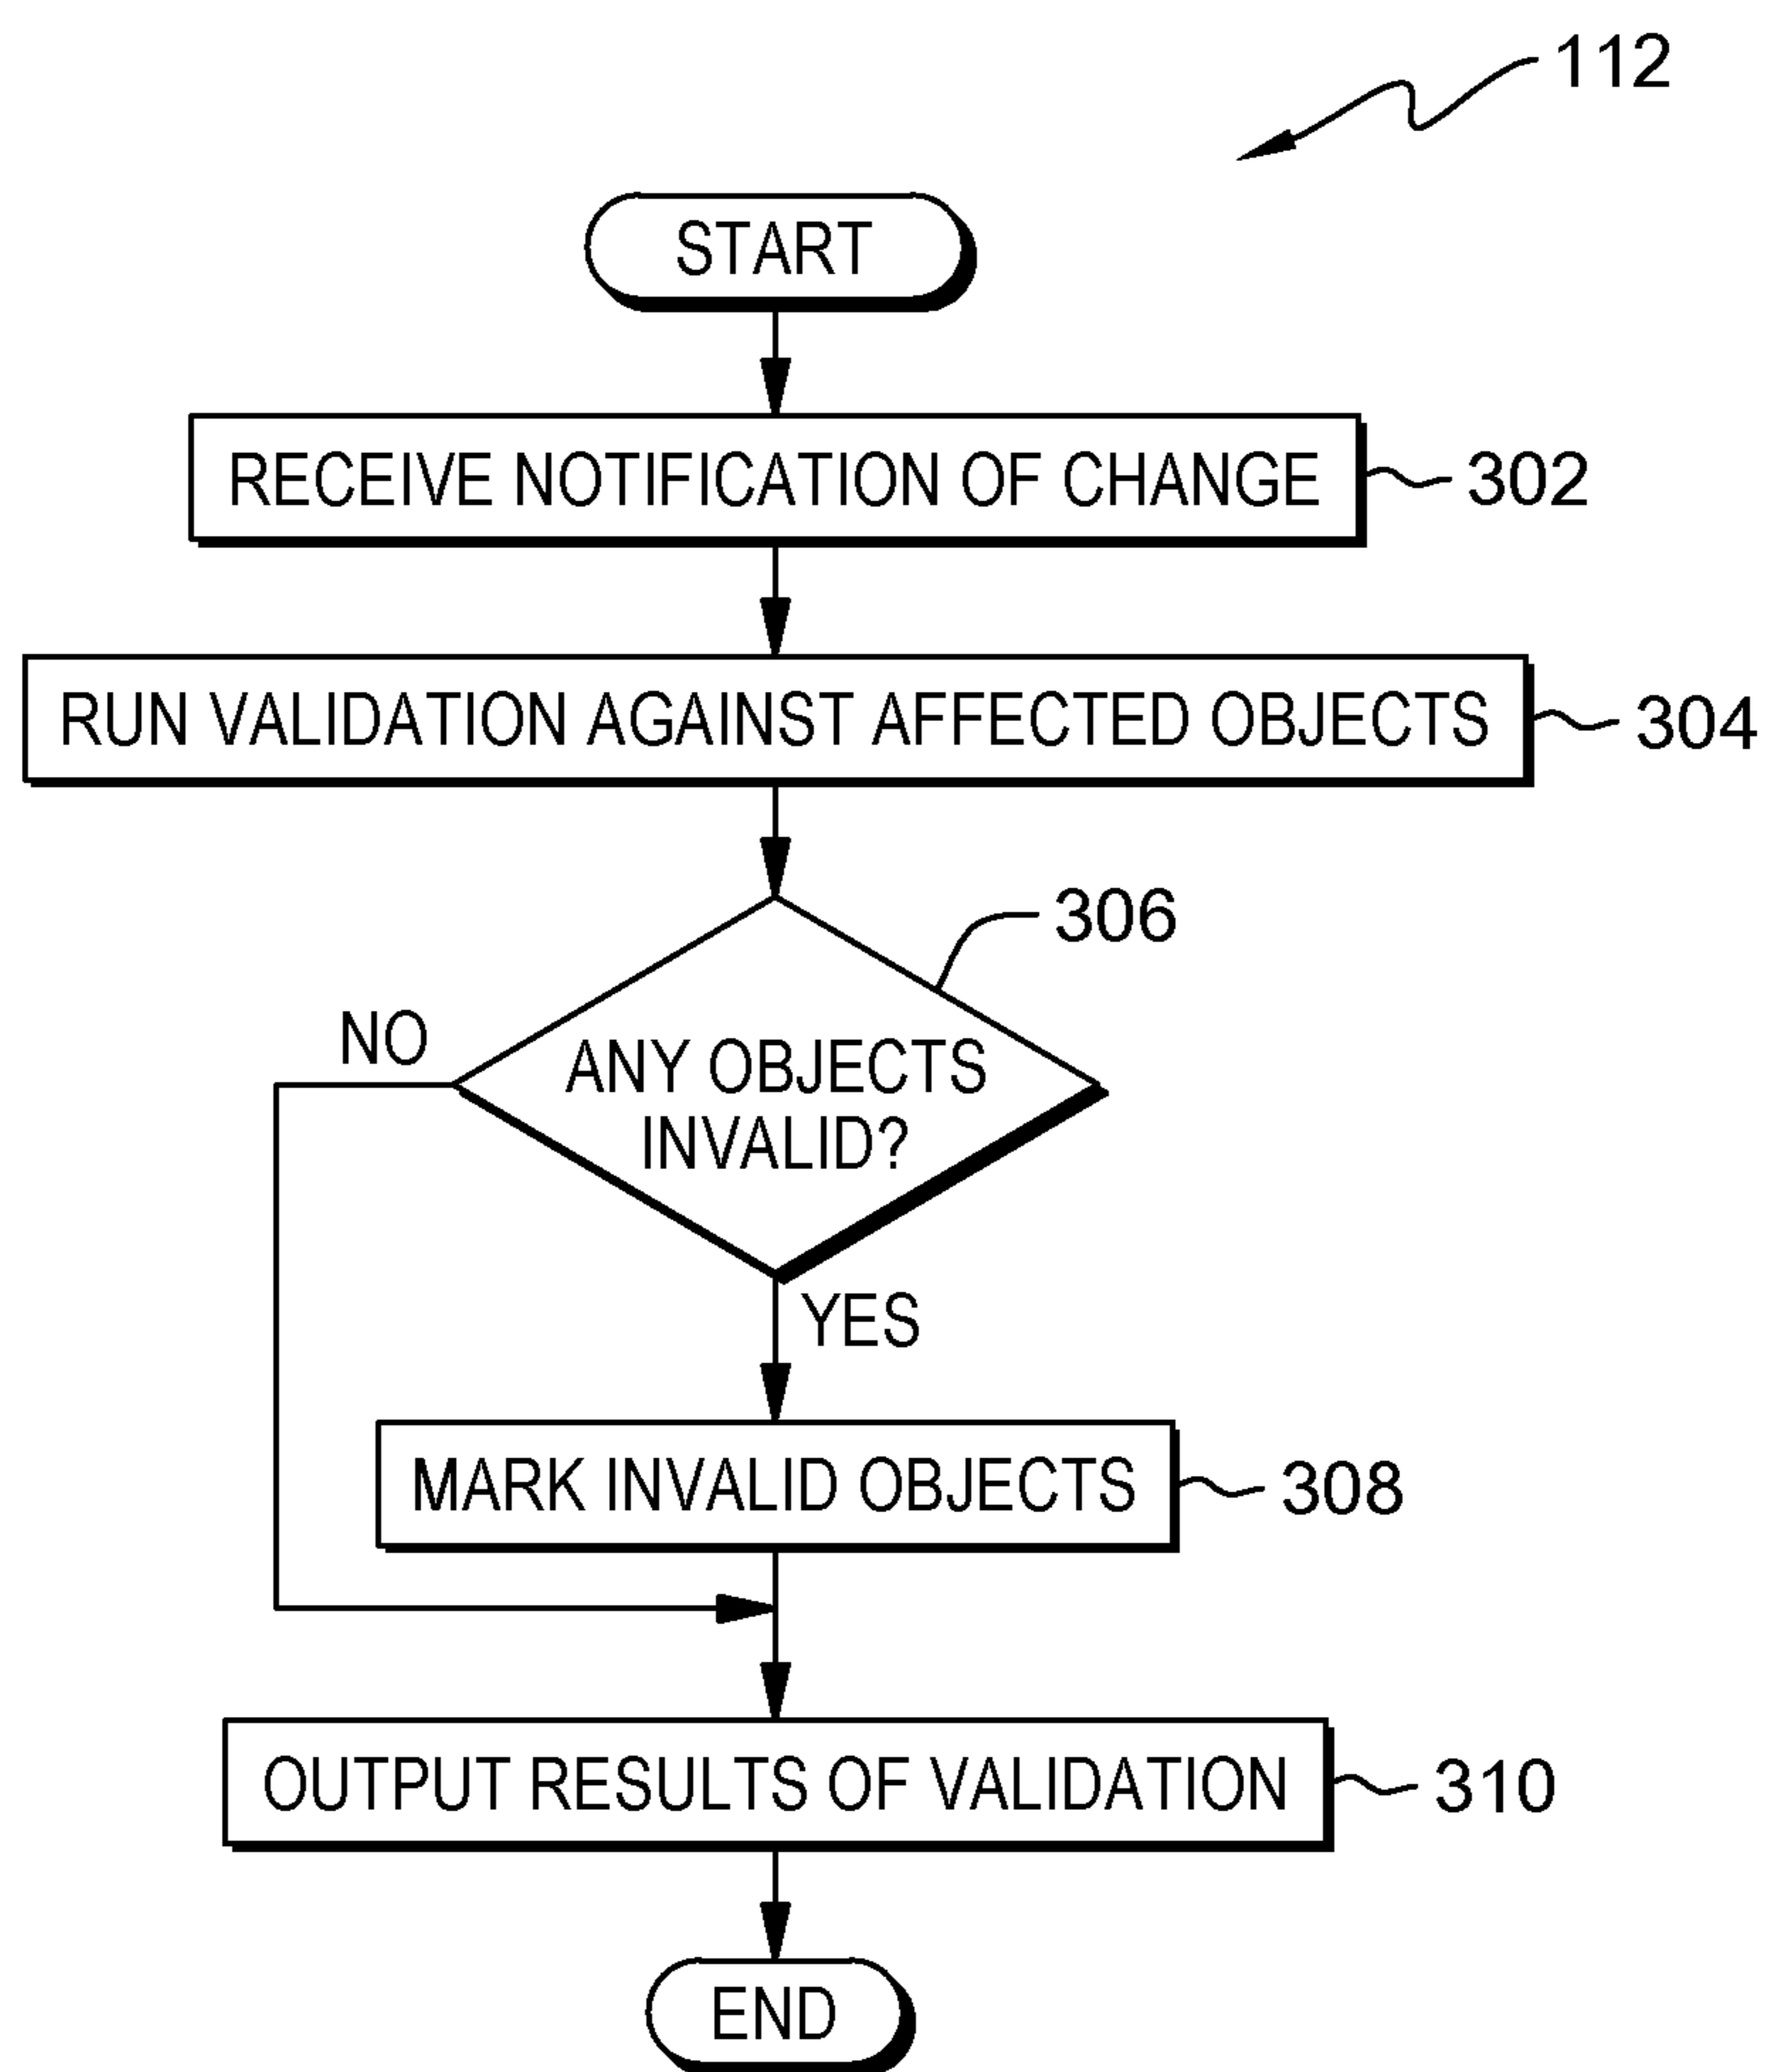 112
START
RECEIVE NOTIFICATION OF CHANGE
302
RUN VALIDATION AGAINST AFFECTED OBJECTS
304
306
NO
ANY OBJECTS
INVALID?
YES
MARK INVALID OBJECTS
308
OUTPUT RESULTS OF VALIDATION
310
END